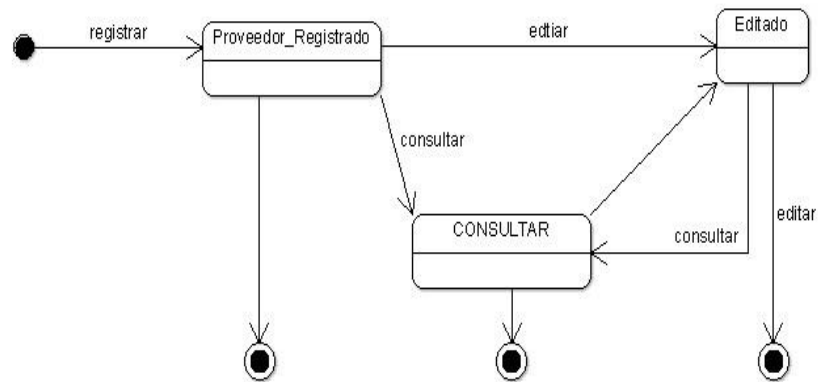 registrar
Proveedor_Registrado
edtiar
Editado
consultar
CONSULTAR
consultar
editar